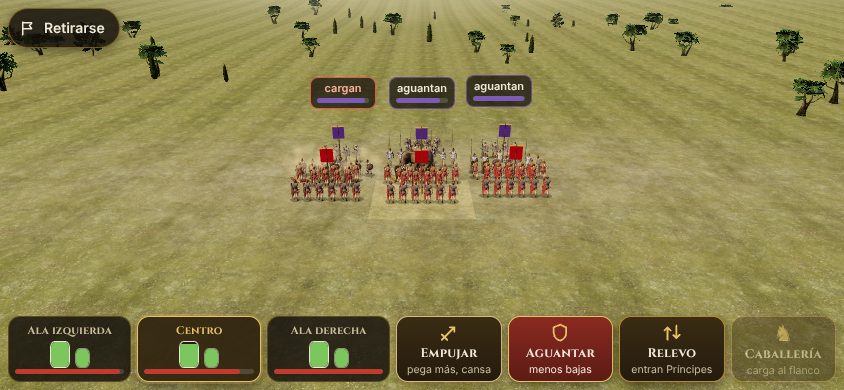 Retirarse
cargan
aguantan
aguantan
Ala izquierda
Centro
Ala derecha
Empujar
pega más, cansa
Aguantar
menos bajas
Relevo
entran Príncipes
Caballería
carga al flanco